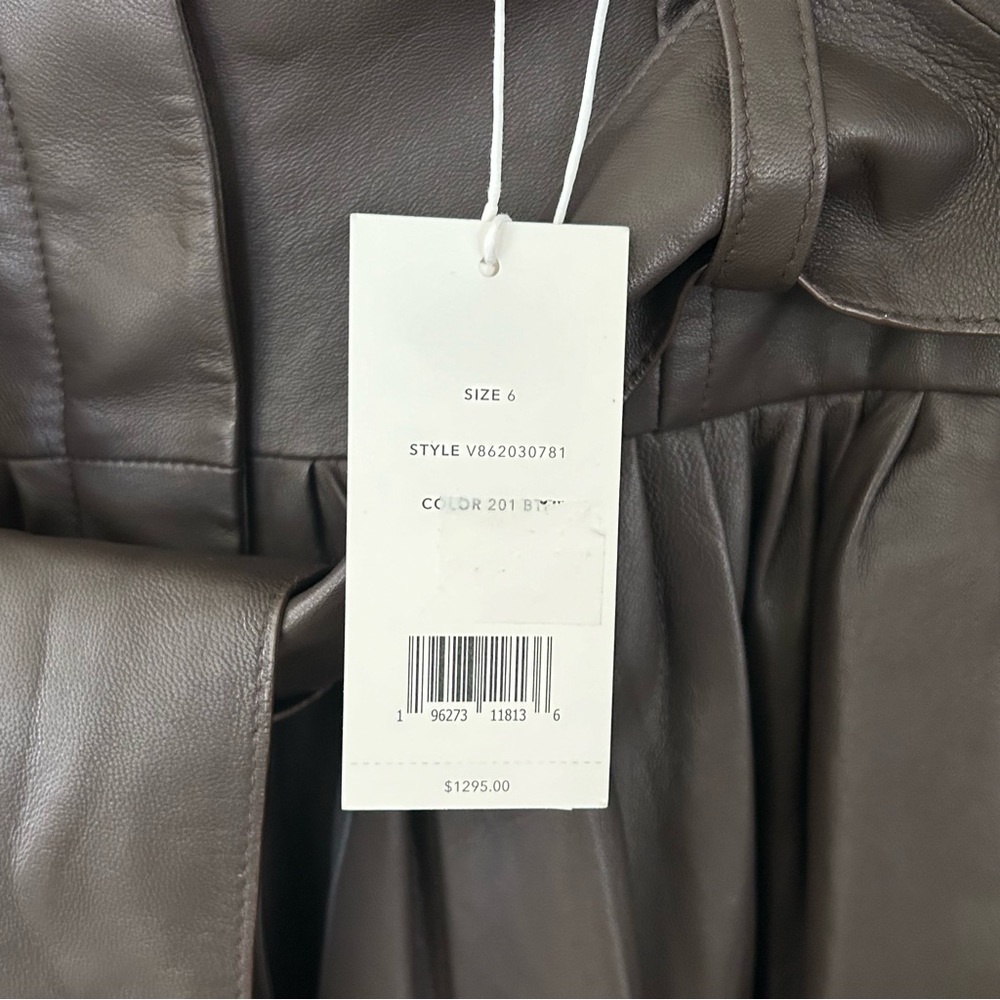 SIZE 6
STYLE V862030781
COLOR 201
1 96273 11813 6
$1295.00